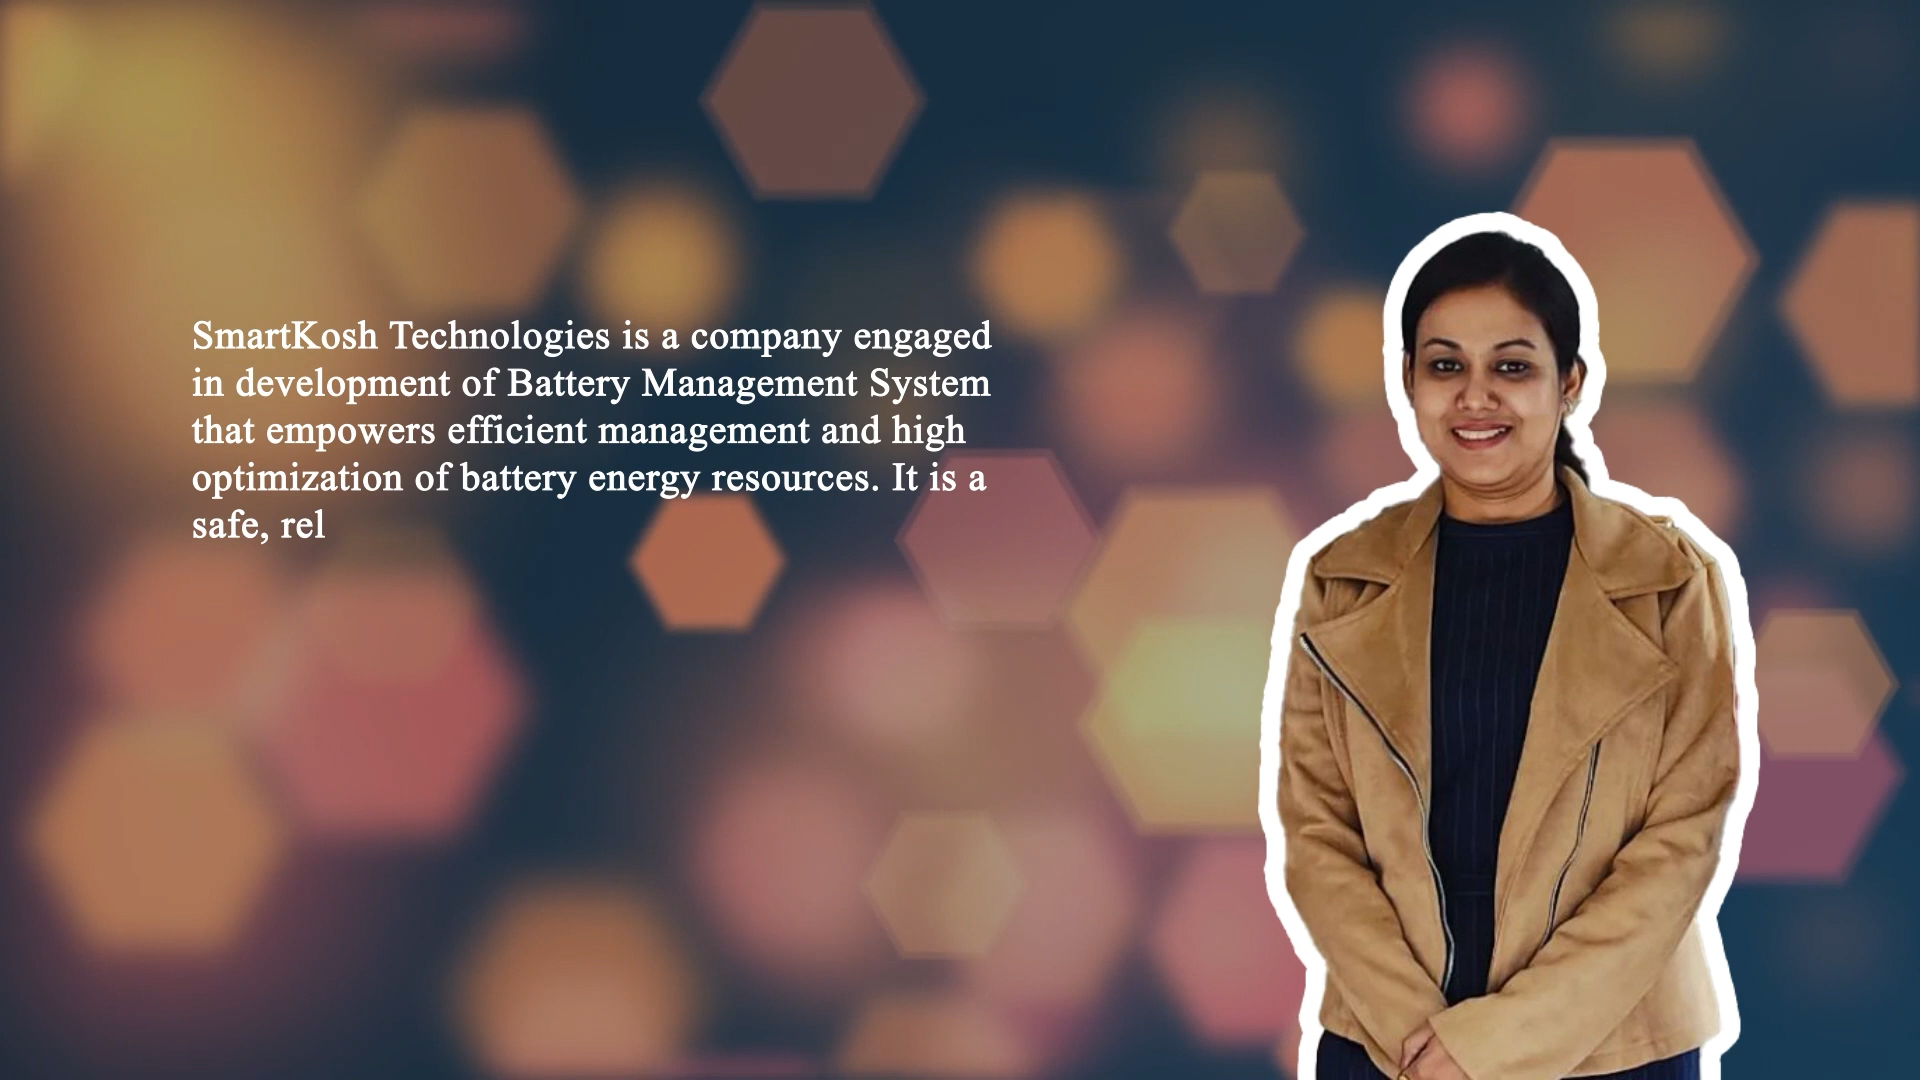 SmartKosh Technologies is a company engaged
in development of Battery Management System
that empowers efficient management and high
optimization of battery energy resources. It is a
safe, rel